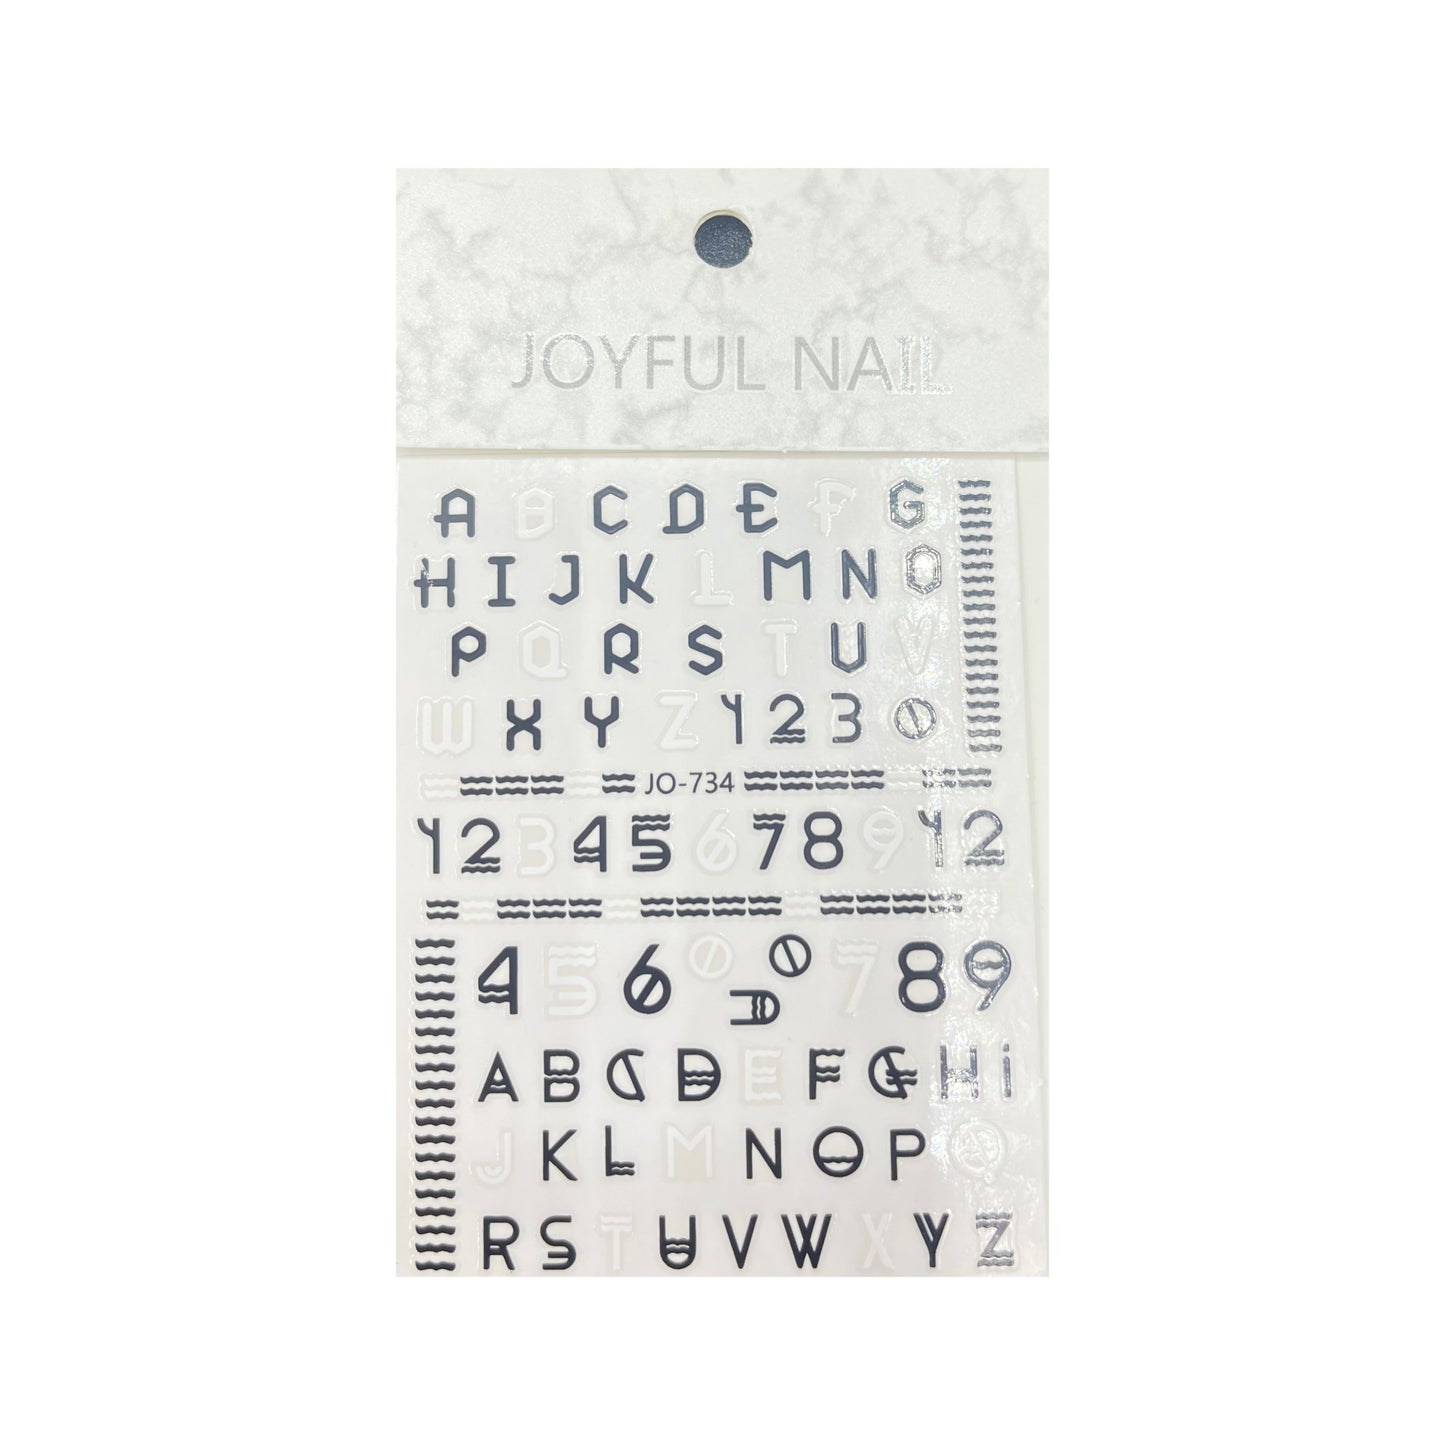 JOYFUL NAIL
A B C D E F G
H I J K L M N O
P Q R S T U V
W X Y Z 1 2 3 0
JO-734
1 2 3 4 5 6 7 8 9 1 2
4 5 6 0 0 7 8 9
A B C D E F G H i
J K L M N O P Q
R S T U V W X Y Z